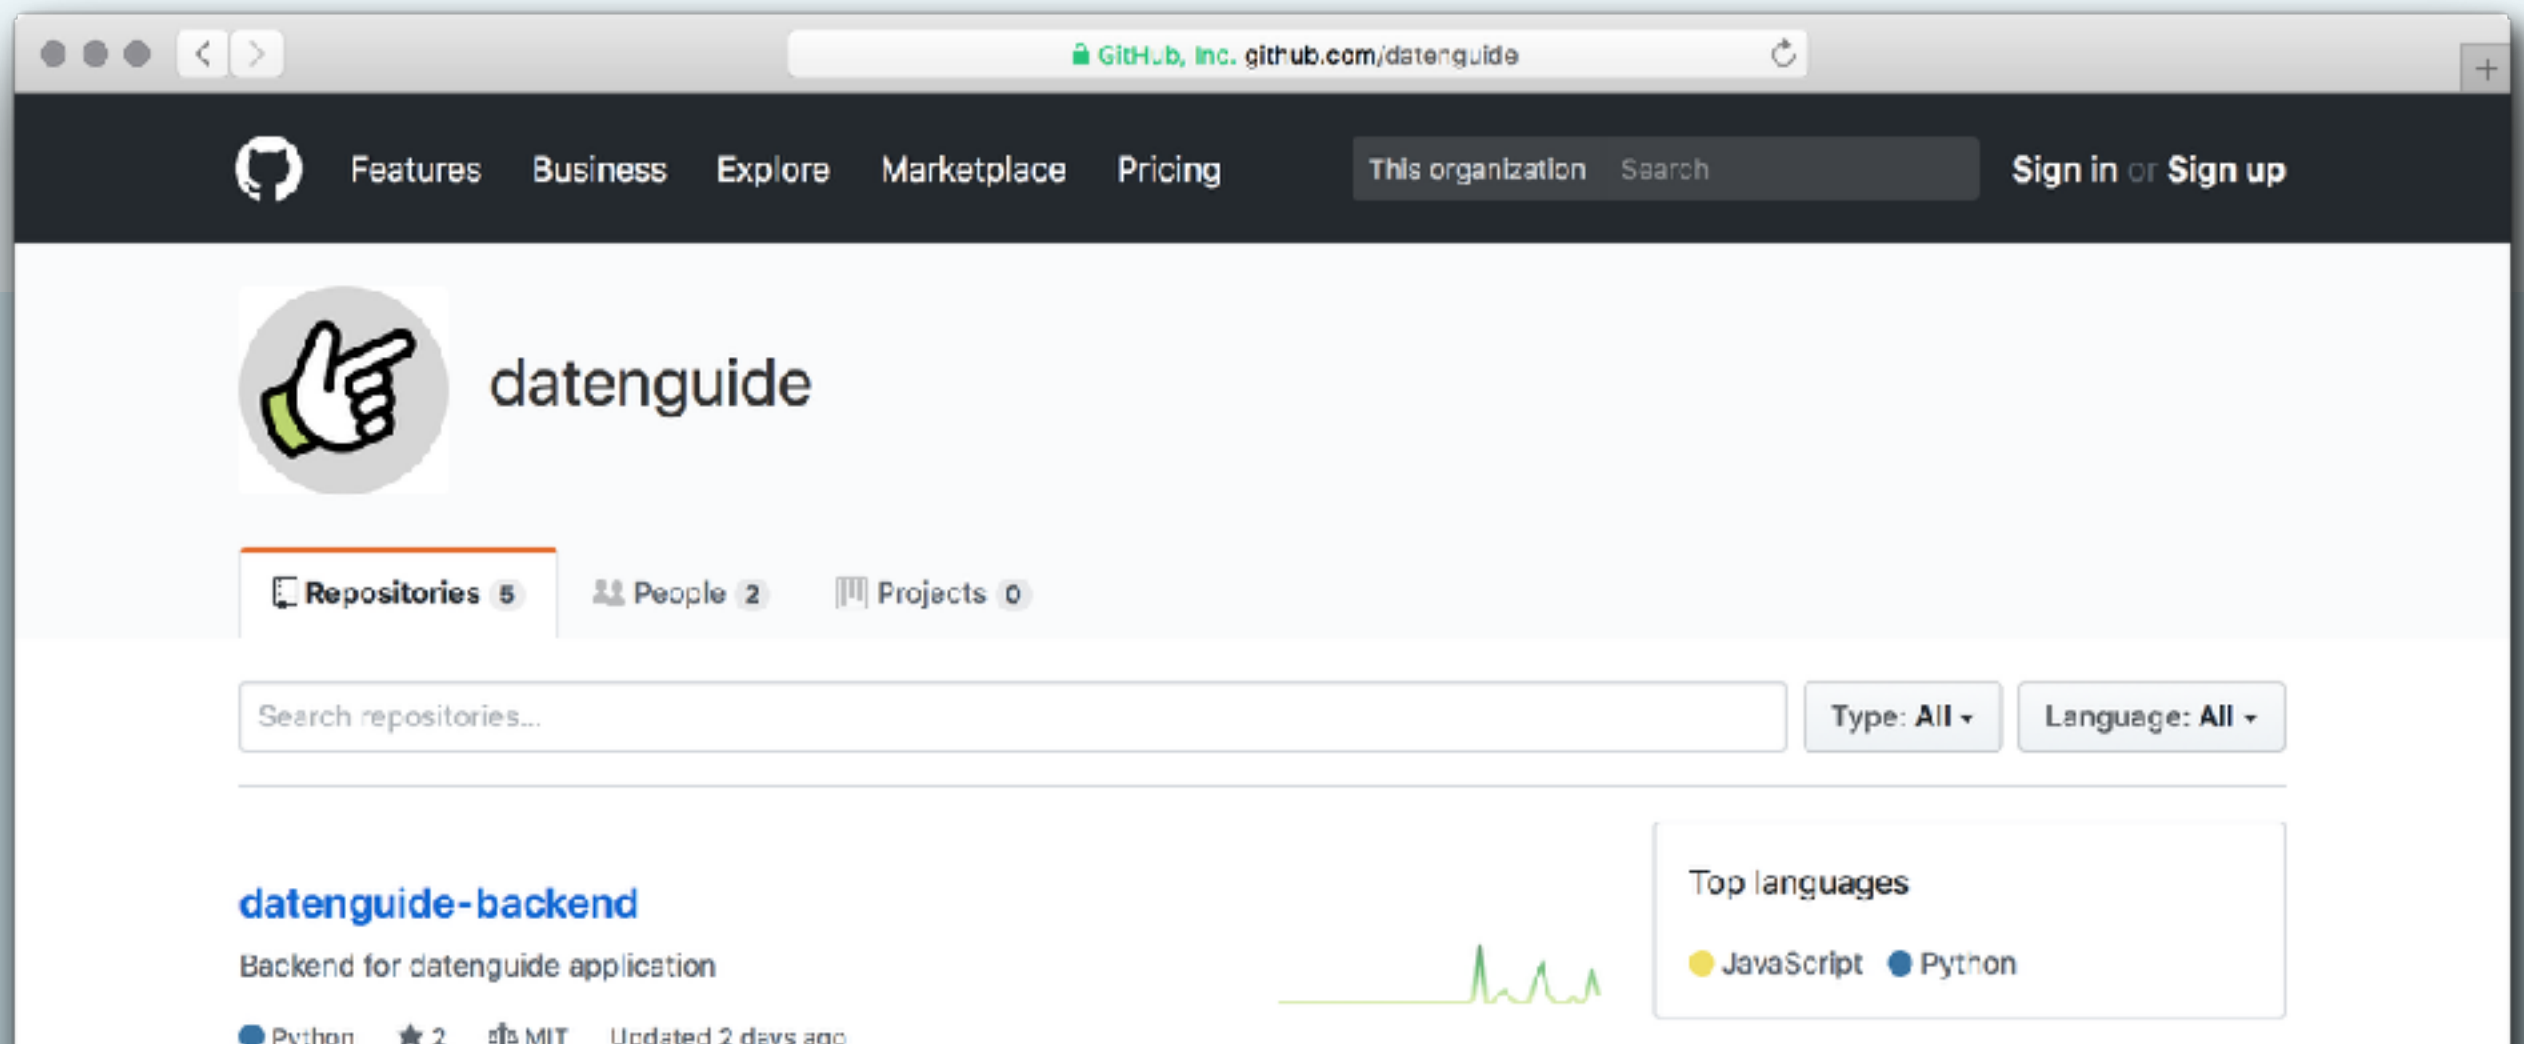 GitHub, Inc. github.com/datenguide
Features Business Explore Marketplace Pricing This organization Search Sign in or Sign up
datenguide
Repositories 5 People 2 Projects 0
Search repositories... Type: All Language: All
datenguide-backend
Backend for datenguide application
Python 2 MIT Updated 2 days ago
Top languages
JavaScript Python